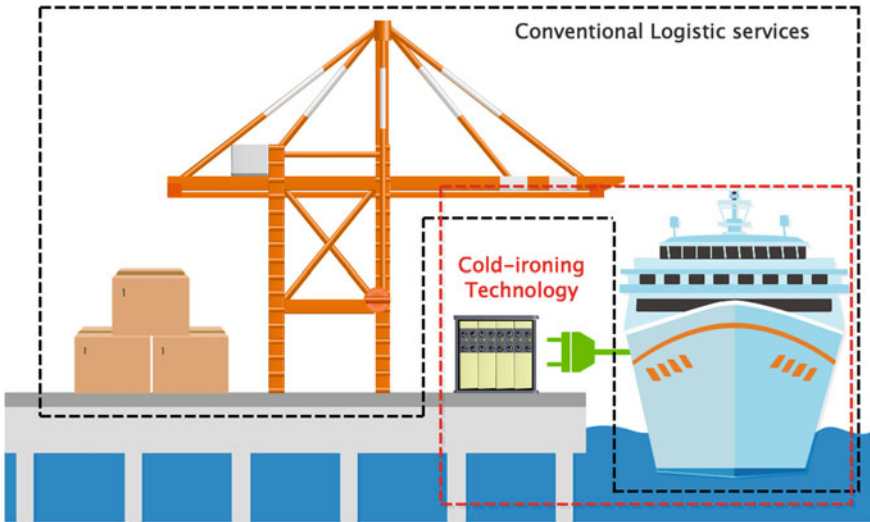 Conventional Logistic services
Cold-ironing
Technology
1
1
1